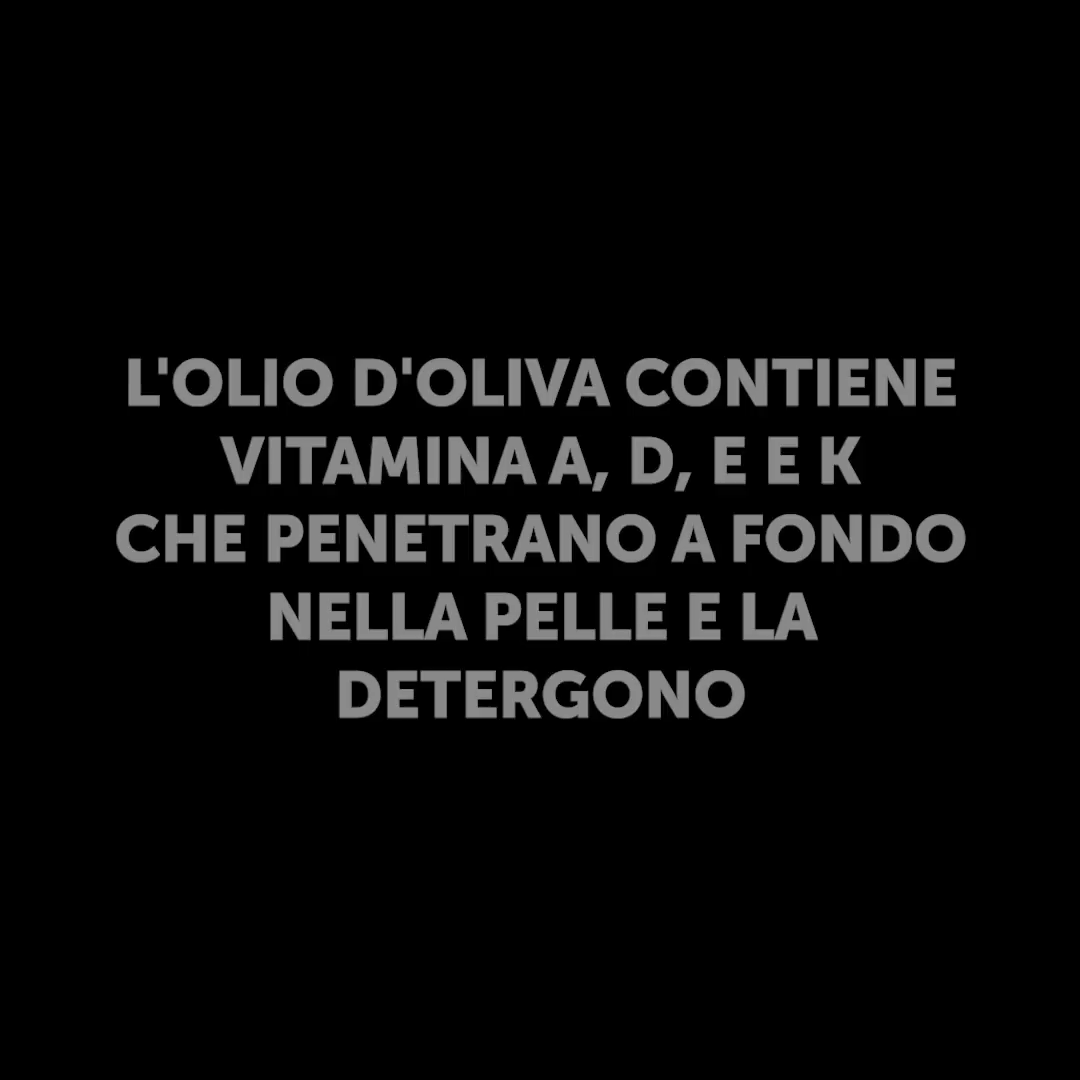 L'OLIO D'OLIVA CONTIENE
VITAMINA A, D, E E K
CHE PENETRANO A FONDO
NELLA PELLE E LA
DETERGONO